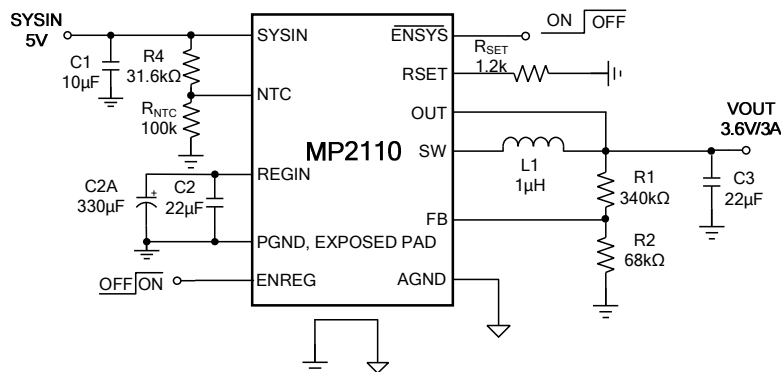 SYSIN
5V
C1
10µF
R4
31.6kΩ
RNTC
100k
SYSIN
NTC
C2A
330µF
+
C2
22µF
REGIN
PGND, EXPOSED PAD
OFF ON
ENREG
MP2110
ENSYS
ON OFF
RSET
RSET
1.2k
OUT
SW
L1
1µH
VOUT
3.6V/3A
R1
340kΩ
C3
22µF
FB
R2
68kΩ
AGND